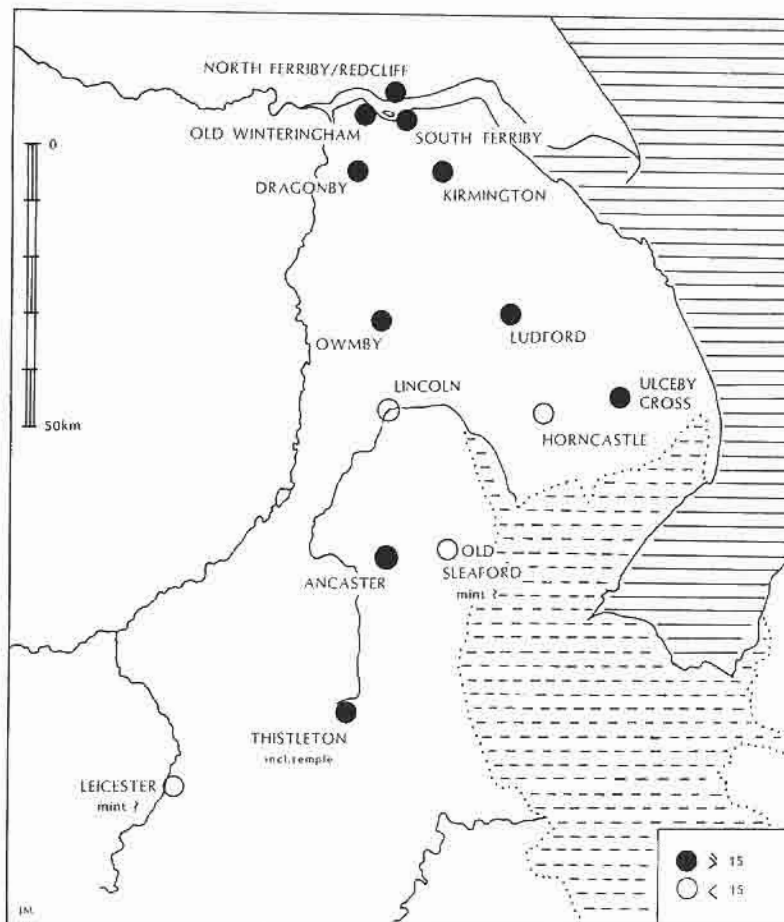 NORTH FERRIBY/REDCLIFF
OLD WINTERINGHAM
SOUTH FERRIBY
DRAGONBY
KIRMINGTON
0
OWMBY
LUDFORD
LINCOLN
ULCEBY
CROSS
50km
HORNCASTLE
ANCASTER
OLD
SLEAFORD
mint ?
THISTLETON
incl. temple
LEICESTER
mint ?
⩾ 15
< 15